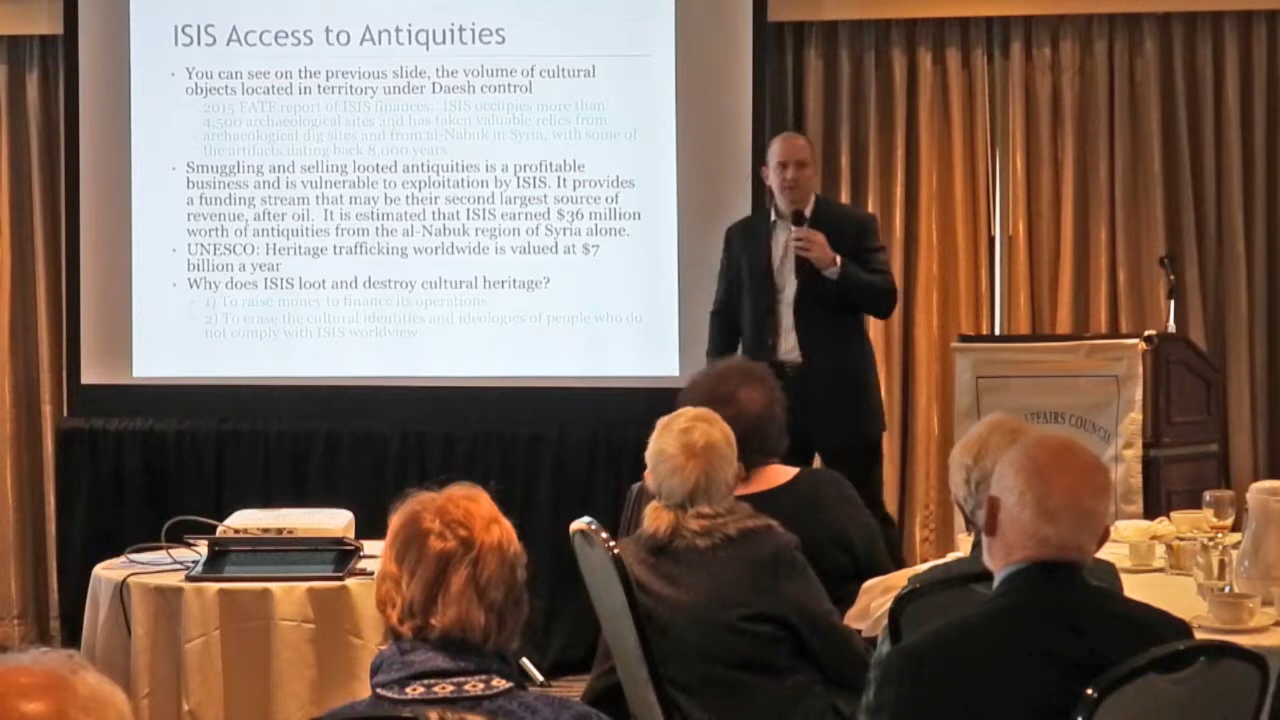 ISIS Access to Antiquities
• You can see on the previous slide, the volume of cultural
objects located in territory under Daesh control
2015 FATF report of ISIS finances: ISIS occupies more than
4,500 archaeological sites and has taken valuable relics from
archaeological dig sites and from al-Nabuk in Syria, with some of
the artifacts dating back 8,000 years
• Smuggling and selling looted antiquities is a profitable
business and is vulnerable to exploitation by ISIS. It provides
a funding stream that may be their second largest source of
revenue, after oil. It is estimated that ISIS earned $36 million
worth of antiquities from the al-Nabuk region of Syria alone.
• UNESCO: Heritage trafficking worldwide is valued at $7
billion a year
• Why does ISIS loot and destroy cultural heritage?
1) To raise money to finance its operations
2) To erase the cultural identities and ideologies of people who do
not comply with ISIS worldview
AFFAIRS COUNCIL